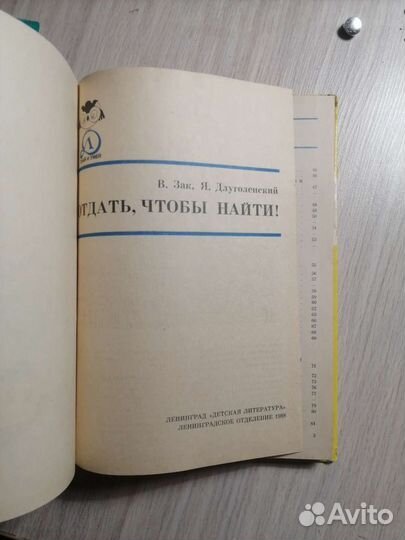 В. Зак, Я. Длуголенский
ОТДАТЬ, ЧТОБЫ НАЙТИ!
ЛЕНИНГРАД «ДЕТСКАЯ ЛИТЕРАТУРА»
ЛЕНИНГРАДСКОЕ ОТДЕЛЕНИЕ 1988
Avito